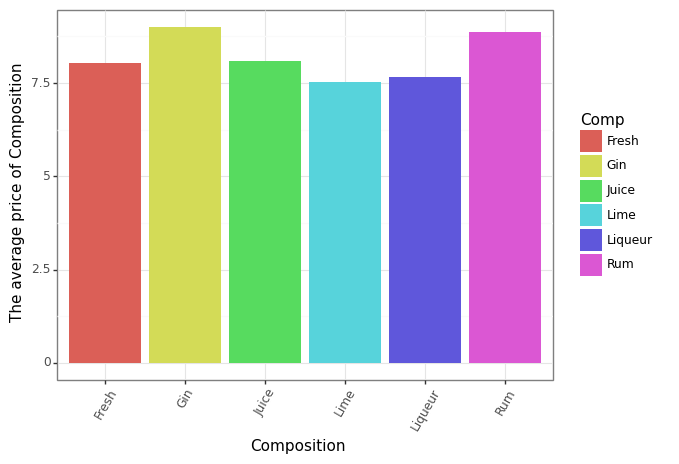 The average price of Composition
7.5
5
2.5
0
Fresh
Gin
Juice
Lime
Liqueur
Rum
Composition
Comp
Fresh
Gin
Juice
Lime
Liqueur
Rum